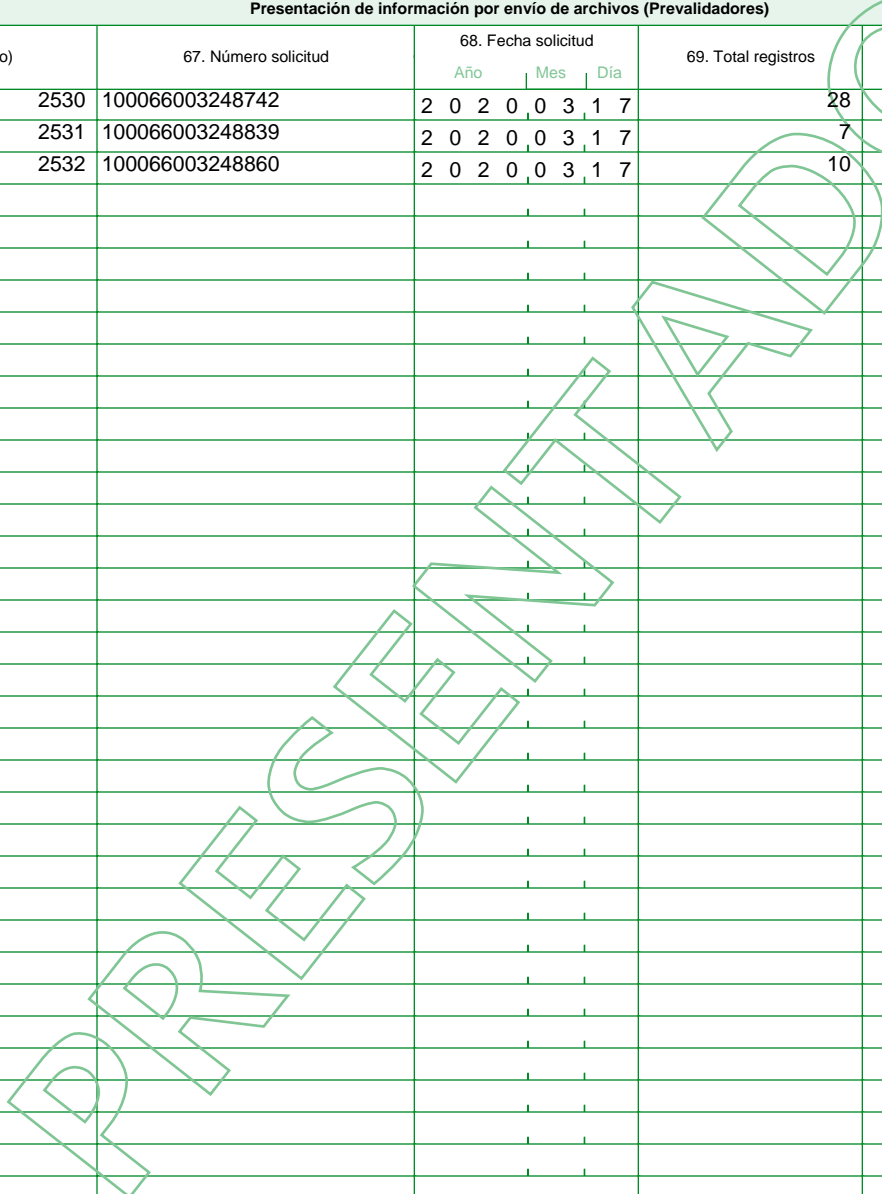 Presentación de información por envío de archivos (Prevalidadores)
o) 67. Número solicitud 68. Fecha solicitud 69. Total registros
Año Mes Día
2530 100066003248742 2 0 2 0 0 3 1 7 28
2531 100066003248839 2 0 2 0 0 3 1 7 7
2532 100066003248860 2 0 2 0 0 3 1 7 10
PRESENTADO